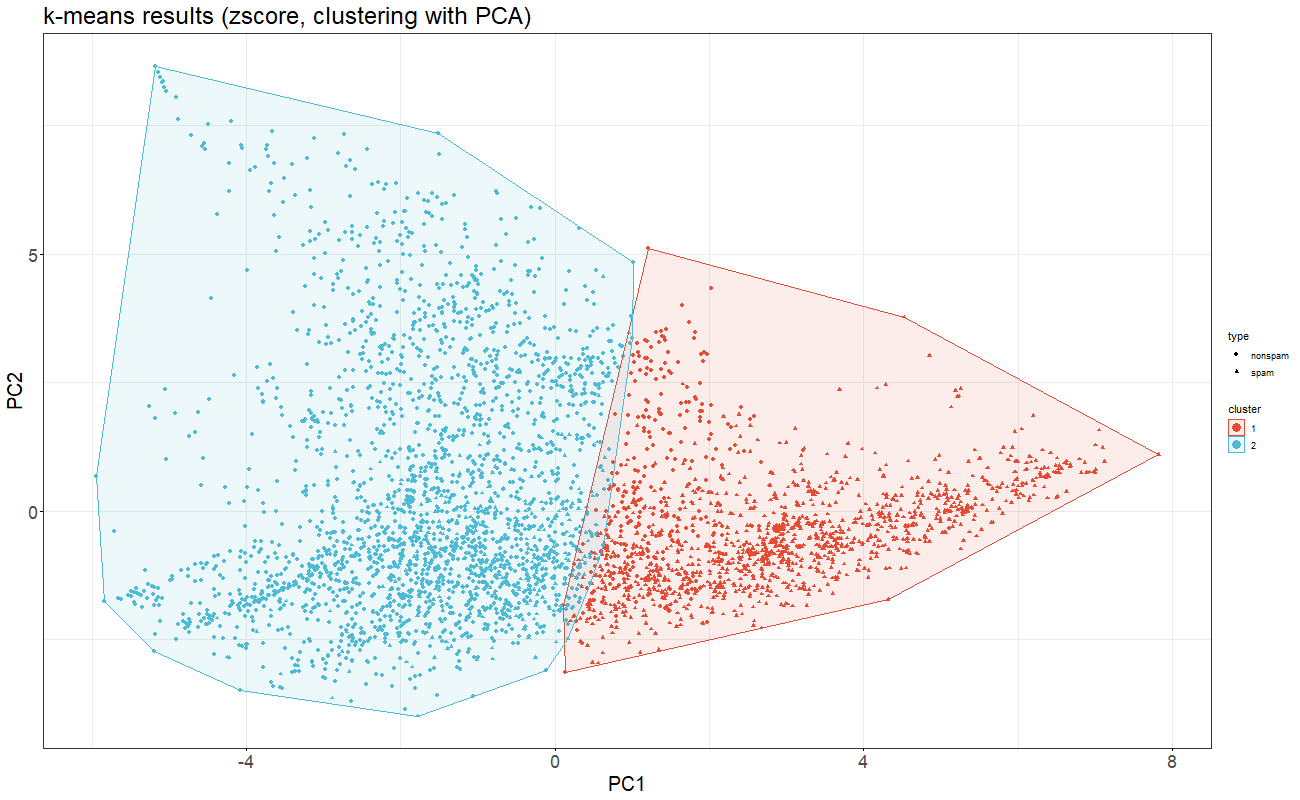 k-means results (zscore, clustering with PCA)
PC2
5
0
-4
0
4
8
PC1
type
nonspam
spam
cluster
1
2